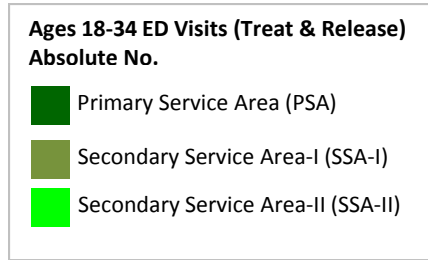 Ages 18-34 ED Visits (Treat & Release)
Absolute No.
Primary Service Area (PSA)
Secondary Service Area-I (SSA-I)
Secondary Service Area-II (SSA-II)